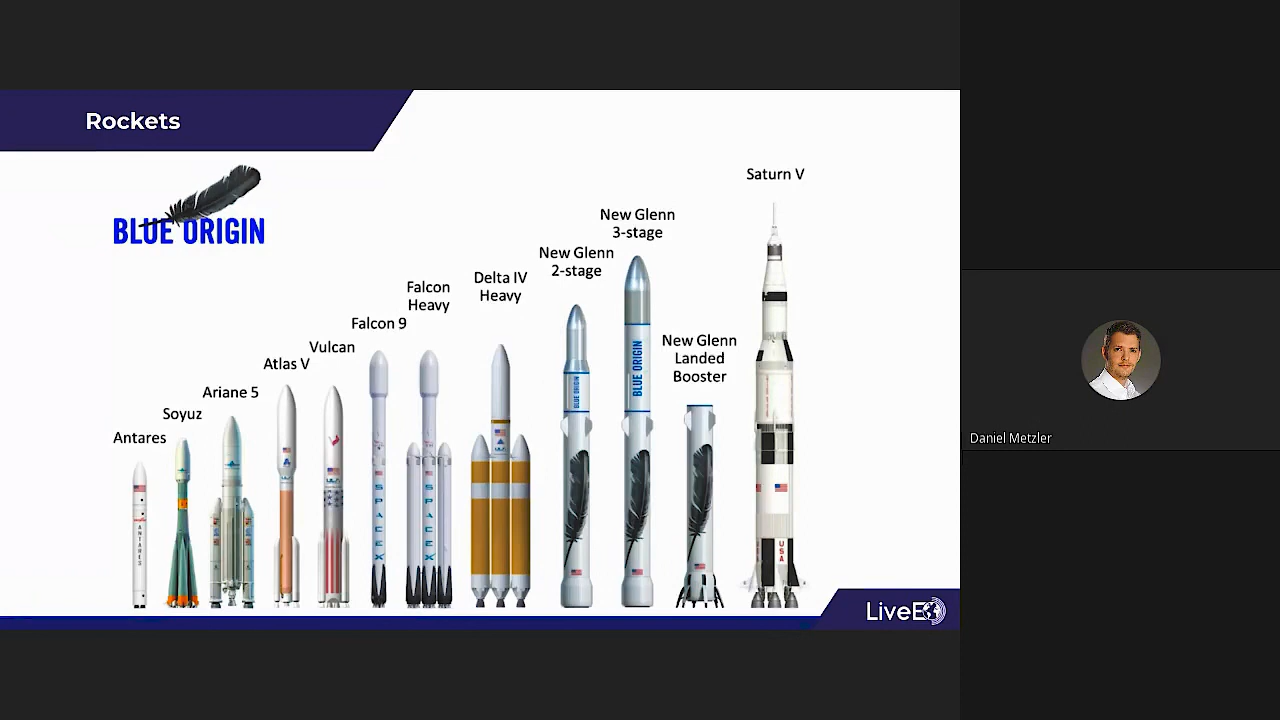 Rockets
BLUE ORIGIN
Saturn V
New Glenn
3-stage
New Glenn
2-stage
Delta IV
Heavy
Falcon
Heavy
Falcon 9
New Glenn
Landed
Booster
Vulcan
Atlas V
Ariane 5
Soyuz
Antares
ANTARES
SPACEX
SPACEX
BLUE ORIGIN
BLUE ORIGIN
USA
LiveEO
Daniel Metzler